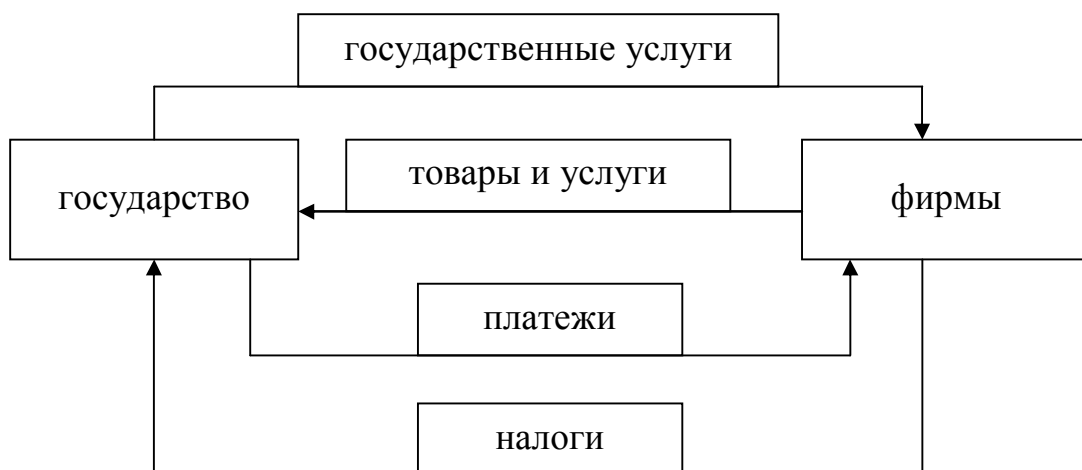 государственные услуги
товары и услуги
государство
фирмы
платежи
налоги